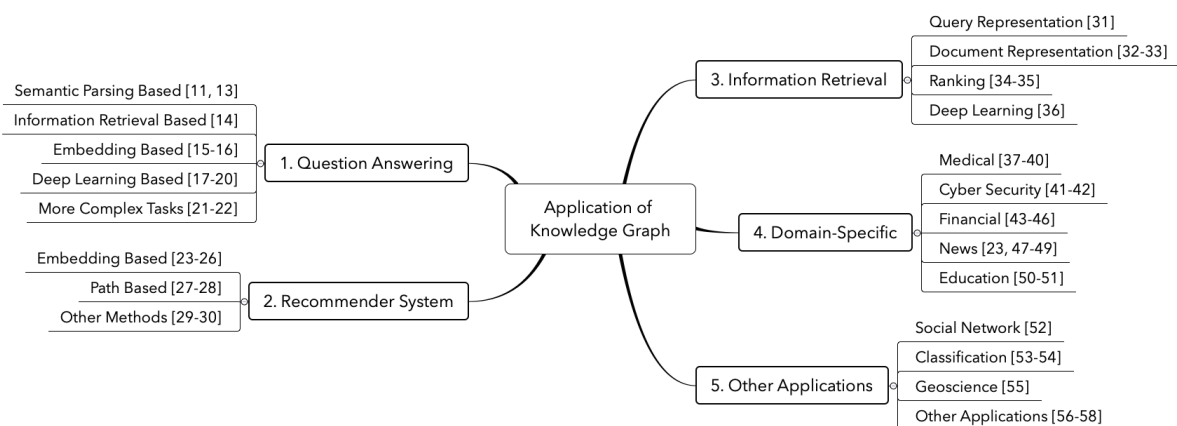 Application of
Knowledge Graph
1. Question Answering
Semantic Parsing Based [11, 13]
Information Retrieval Based [14]
Embedding Based [15-16]
Deep Learning Based [17-20]
More Complex Tasks [21-22]
2. Recommender System
Embedding Based [23-26]
Path Based [27-28]
Other Methods [29-30]
3. Information Retrieval
Query Representation [31]
Document Representation [32-33]
Ranking [34-35]
Deep Learning [36]
4. Domain-Specific
Medical [37-40]
Cyber Security [41-42]
Financial [43-46]
News [23, 47-49]
Education [50-51]
5. Other Applications
Social Network [52]
Classification [53-54]
Geoscience [55]
Other Applications [56-58]